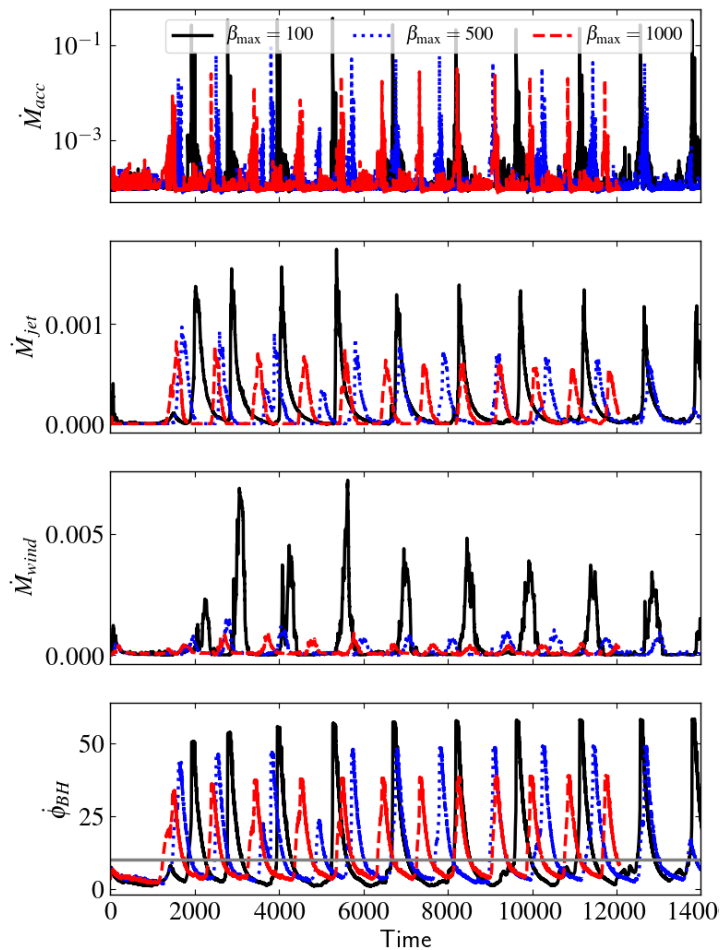 β_max = 100 β_max = 500 β_max = 1000
10⁻¹
10⁻³
Ṁ_acc
0.001
0.000
Ṁ_jet
0.005
0.000
Ṁ_wind
50
25
0
ϕ̇_BH
0 2000 4000 6000 8000 10000 12000 14000
Time